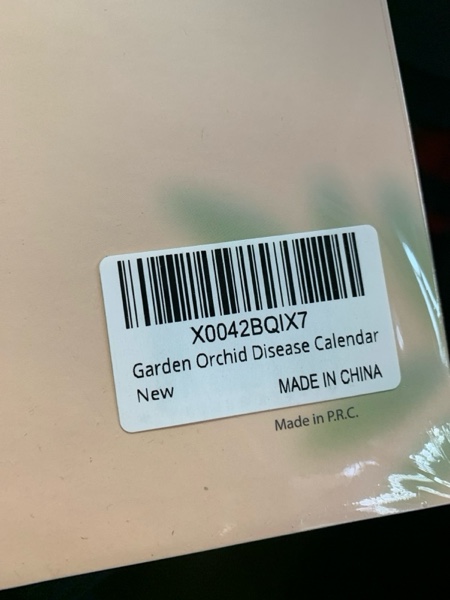 X0042BQIX7
Garden Orchid Disease Calendar
New
MADE IN CHINA
Made in P.R.C.